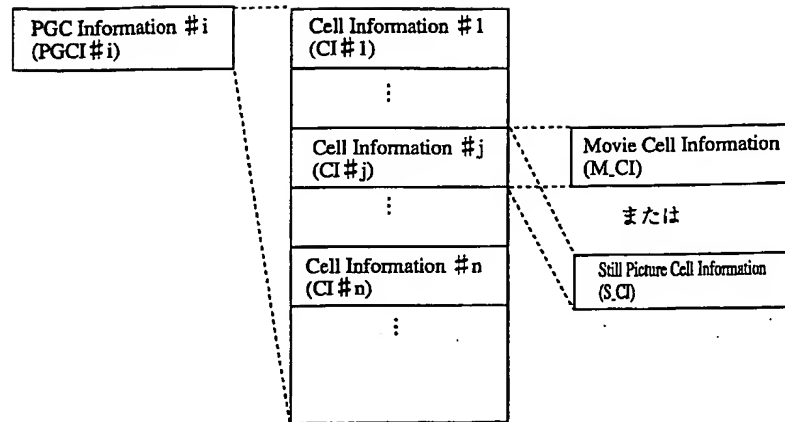 PGC Information #i
(PGCI#i)
Cell Information #1
(CI#1)
⋮
Cell Information #j
(CI#j)
⋮
Cell Information #n
(CI#n)
⋮
Movie Cell Information
(M_CI)
または
Still Picture Cell Information
(S_CI)